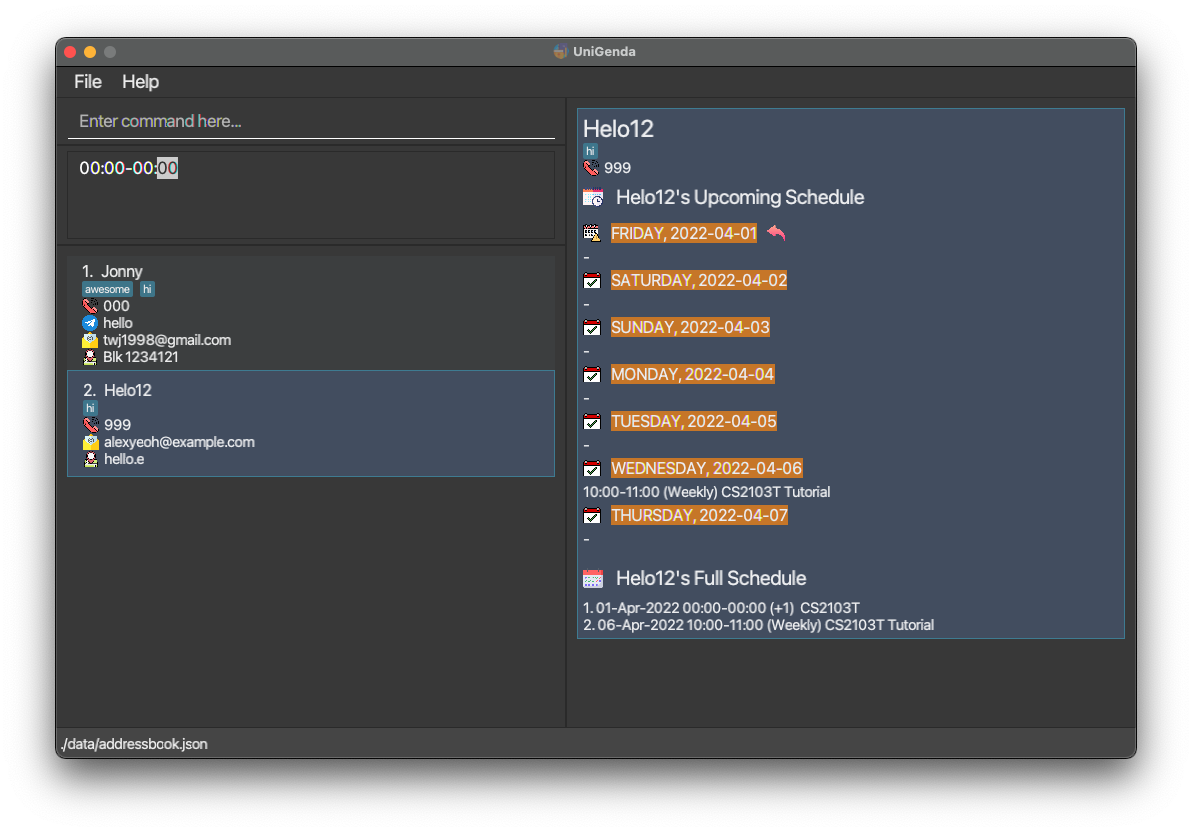 UniGenda
File Help
Enter command here...
00:00-00:00
1. Jonny
awesome hi
000
hello
twj1998@gmail.com
Blk 1234121
2. Helo12
hi
999
alexyeoh@example.com
hello.e
Helo12
hi
999
Helo12's Upcoming Schedule
FRIDAY, 2022-04-01
-
SATURDAY, 2022-04-02
-
SUNDAY, 2022-04-03
-
MONDAY, 2022-04-04
-
TUESDAY, 2022-04-05
-
WEDNESDAY, 2022-04-06
10:00-11:00 (Weekly) CS2103T Tutorial
THURSDAY, 2022-04-07
-
Helo12's Full Schedule
1. 01-Apr-2022 00:00-00:00 (+1) CS2103T
2. 06-Apr-2022 10:00-11:00 (Weekly) CS2103T Tutorial
./data/addressbook.json